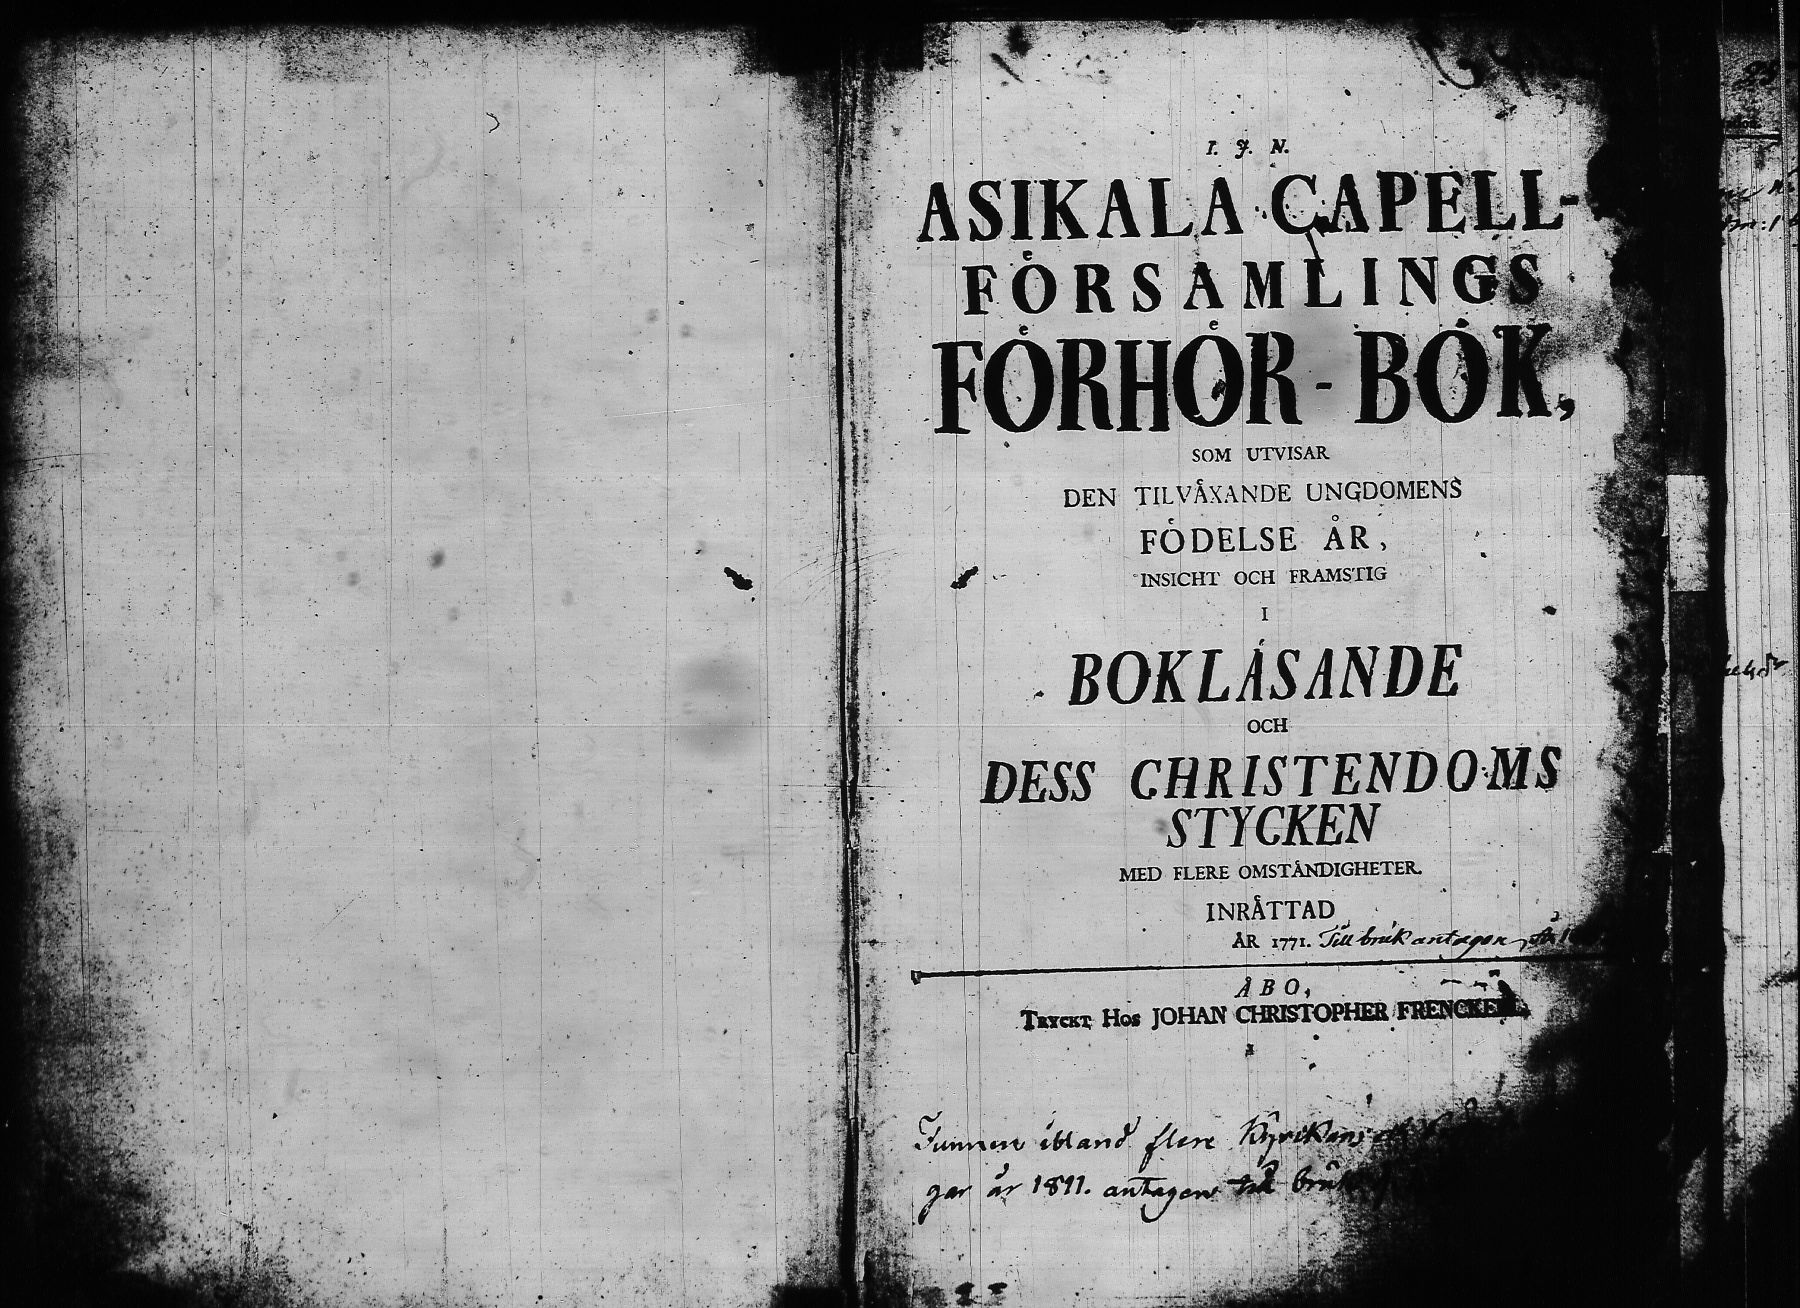 I. J. N.
ASIKALA CAPELL-
FÖRSAMLINGS
FÖRHÖR - BOK,
SOM UTVISAR
DEN TILVÄXANDE UNGDOMENS
FÖDELSE ÅR,
INSICHT OCH FRAMSTIG
I
BOKLÄSANDE
OCH
DESS CHRISTENDOMS
STYCKEN
MED FLERE OMSTÄNDIGHETER.
INRÄTTAD
ÅR 1771. Till bruk antagen År
ÅBO,
TRYCKT HOS JOHAN CHRISTOPHER FRENCKELL.
Funnen ibland flere Kyrkans
gar år 1811. antagen till bruk